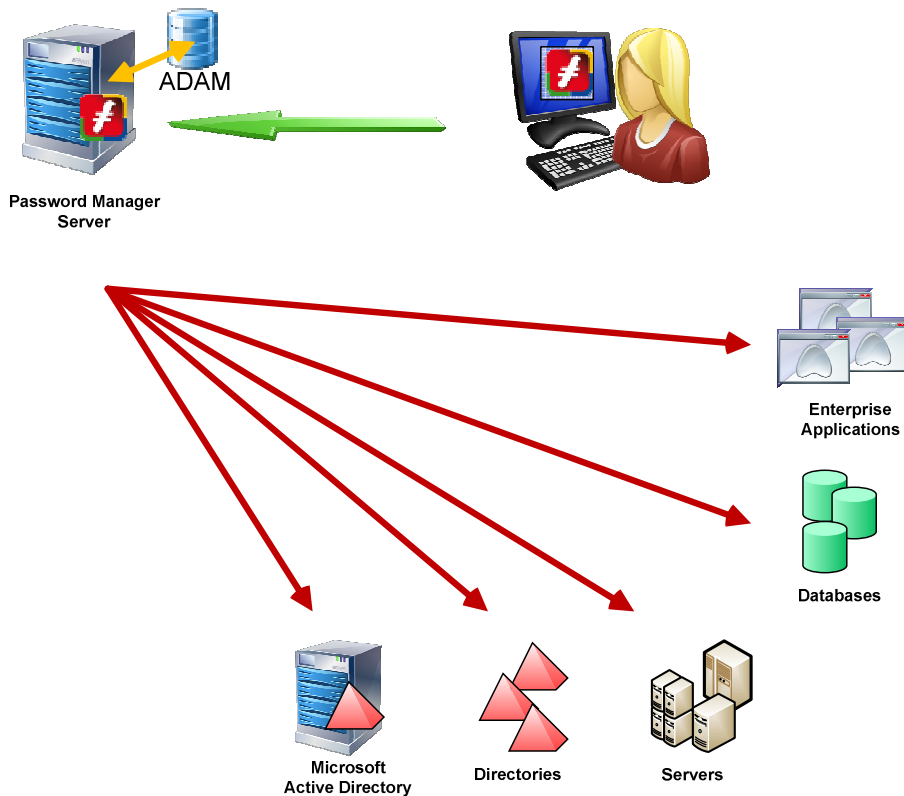 ADAM
Password Manager
Server
Enterprise
Applications
Databases
Microsoft
Active Directory
Directories
Servers